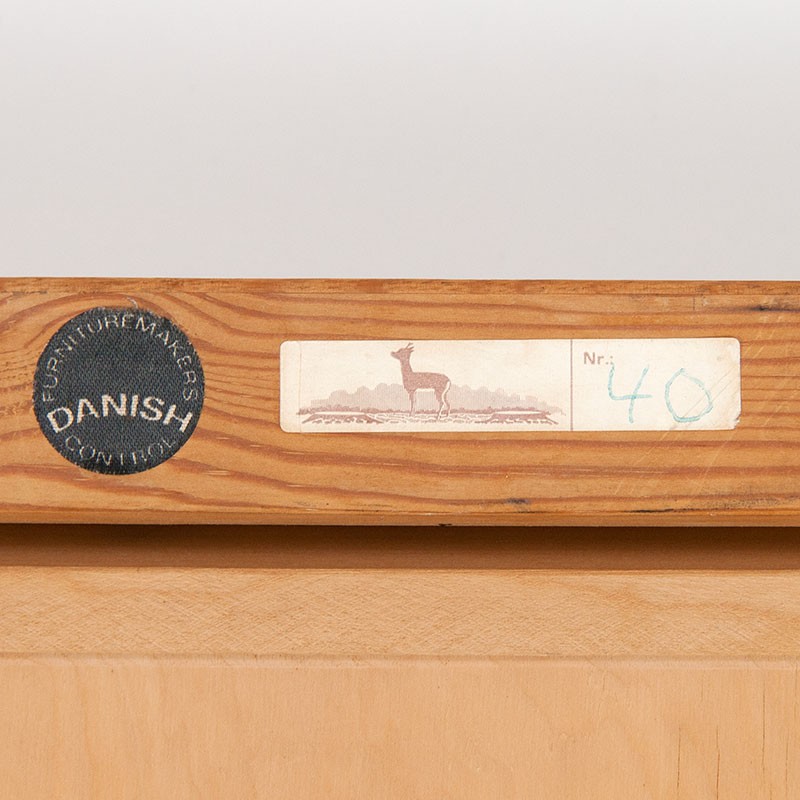 FURNITUREMAKERS
DANISH
CONTROL
Nr.: 40